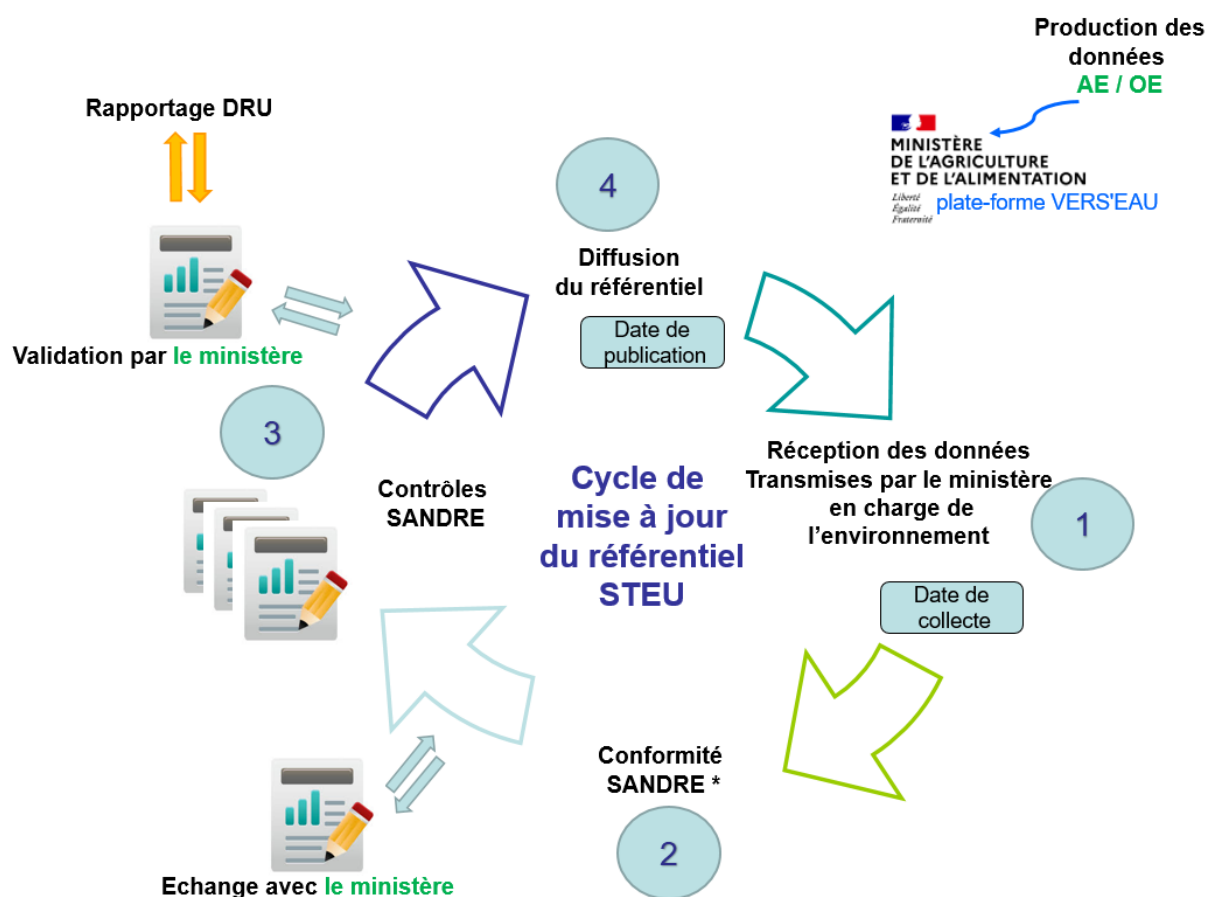 Production des
données
AE / OE
MINISTÈRE
DE L'AGRICULTURE
ET DE L'ALIMENTATION
Liberté
Égalité
Fraternité
plate-forme VERS'EAU
Rapportage DRU
Validation par le ministère
4
Diffusion
du référentiel
Date de
publication
Réception des données
Transmises par le ministère
en charge de
l’environnement
1
Date de
collecte
3
Contrôles
SANDRE
Cycle de
mise à jour
du référentiel
STEU
Conformité
SANDRE *
2
Echange avec le ministère